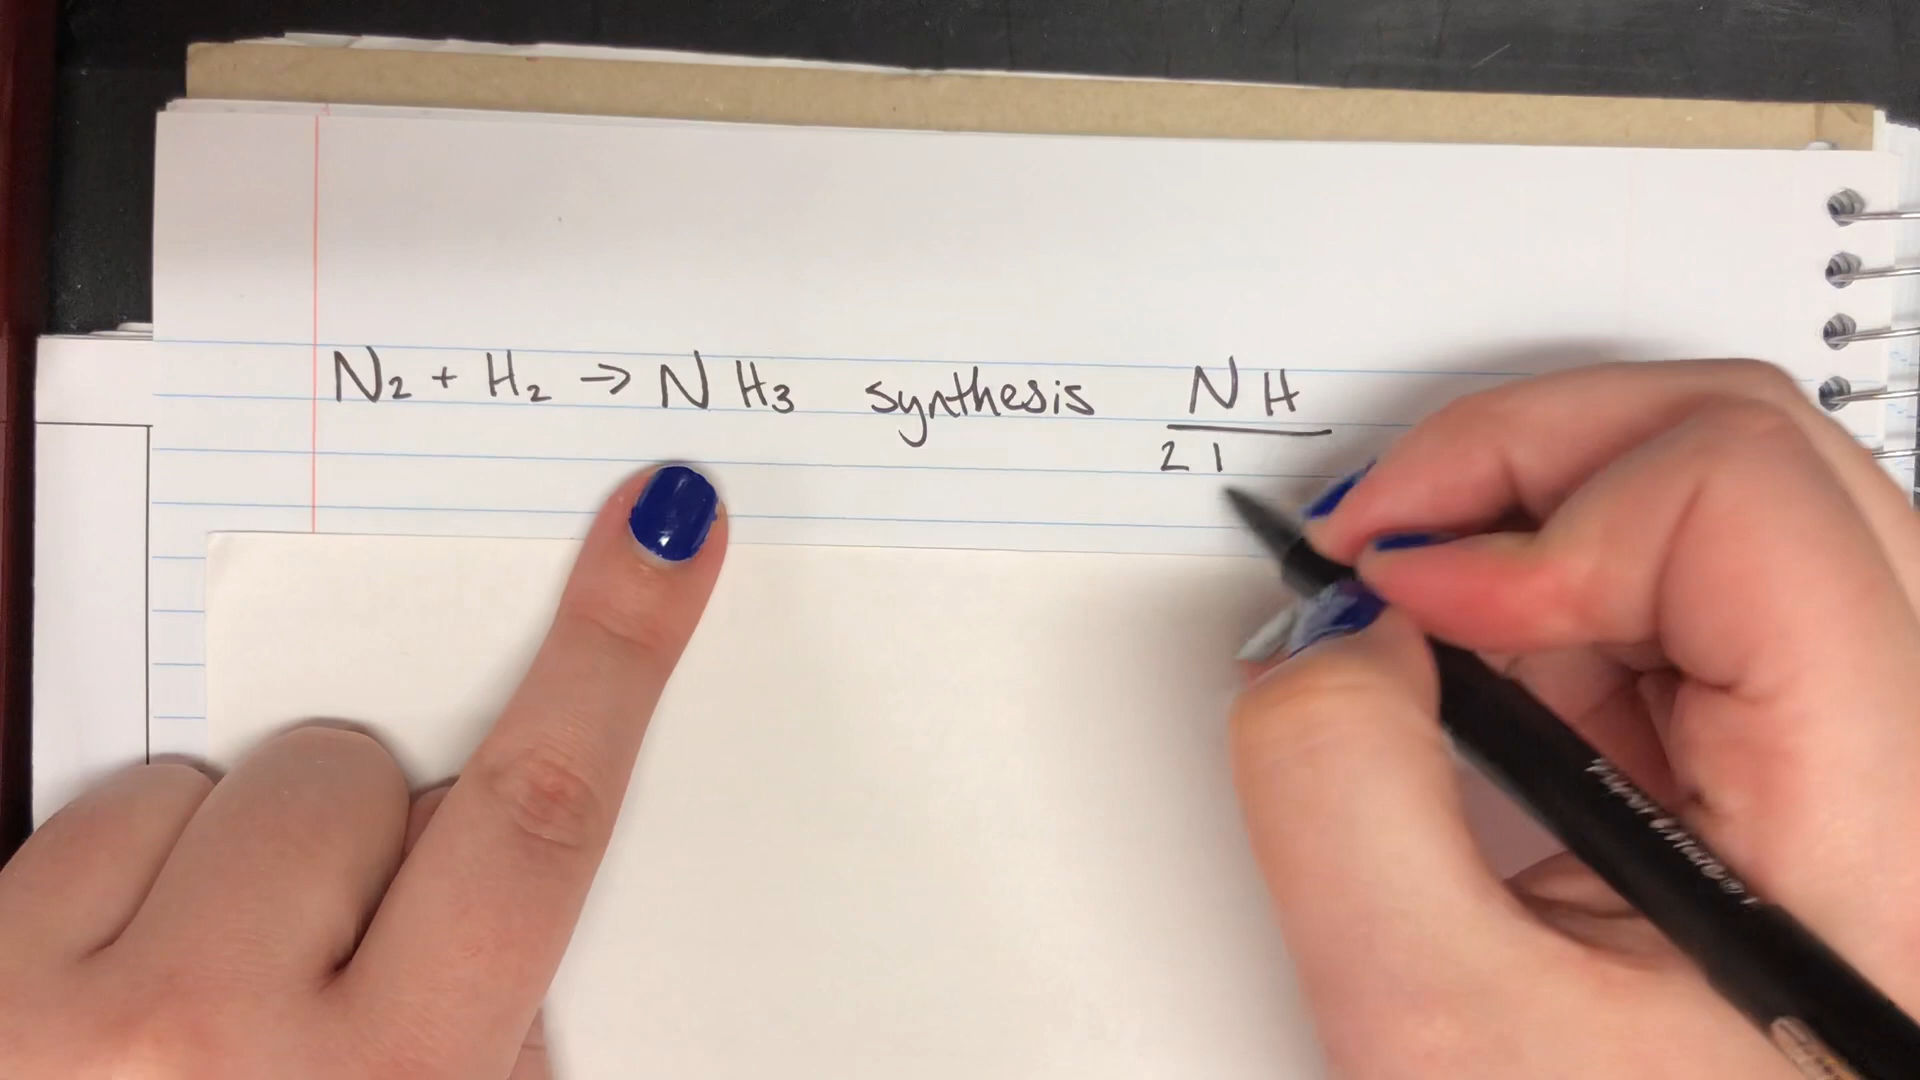 N₂ + H₂ → N H₃ synthesis N H
2 1